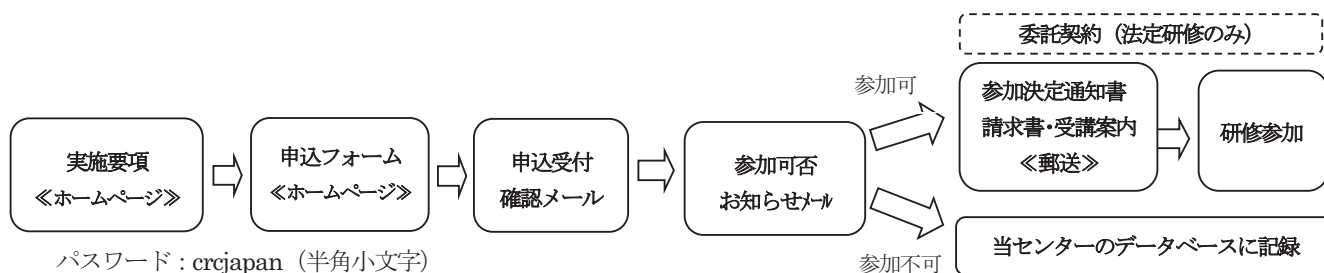 委託契約（法定研修のみ）
参加可
参加決定通知書
請求書・受講案内
≪郵送≫
研修参加
実施要項
≪ホームページ≫
申込フォーム
≪ホームページ≫
申込受付
確認メール
参加可否
お知らせﾒｰﾙ
当センターのデータベースに記録
参加不可
パスワード：crcjapan（半角小文字）